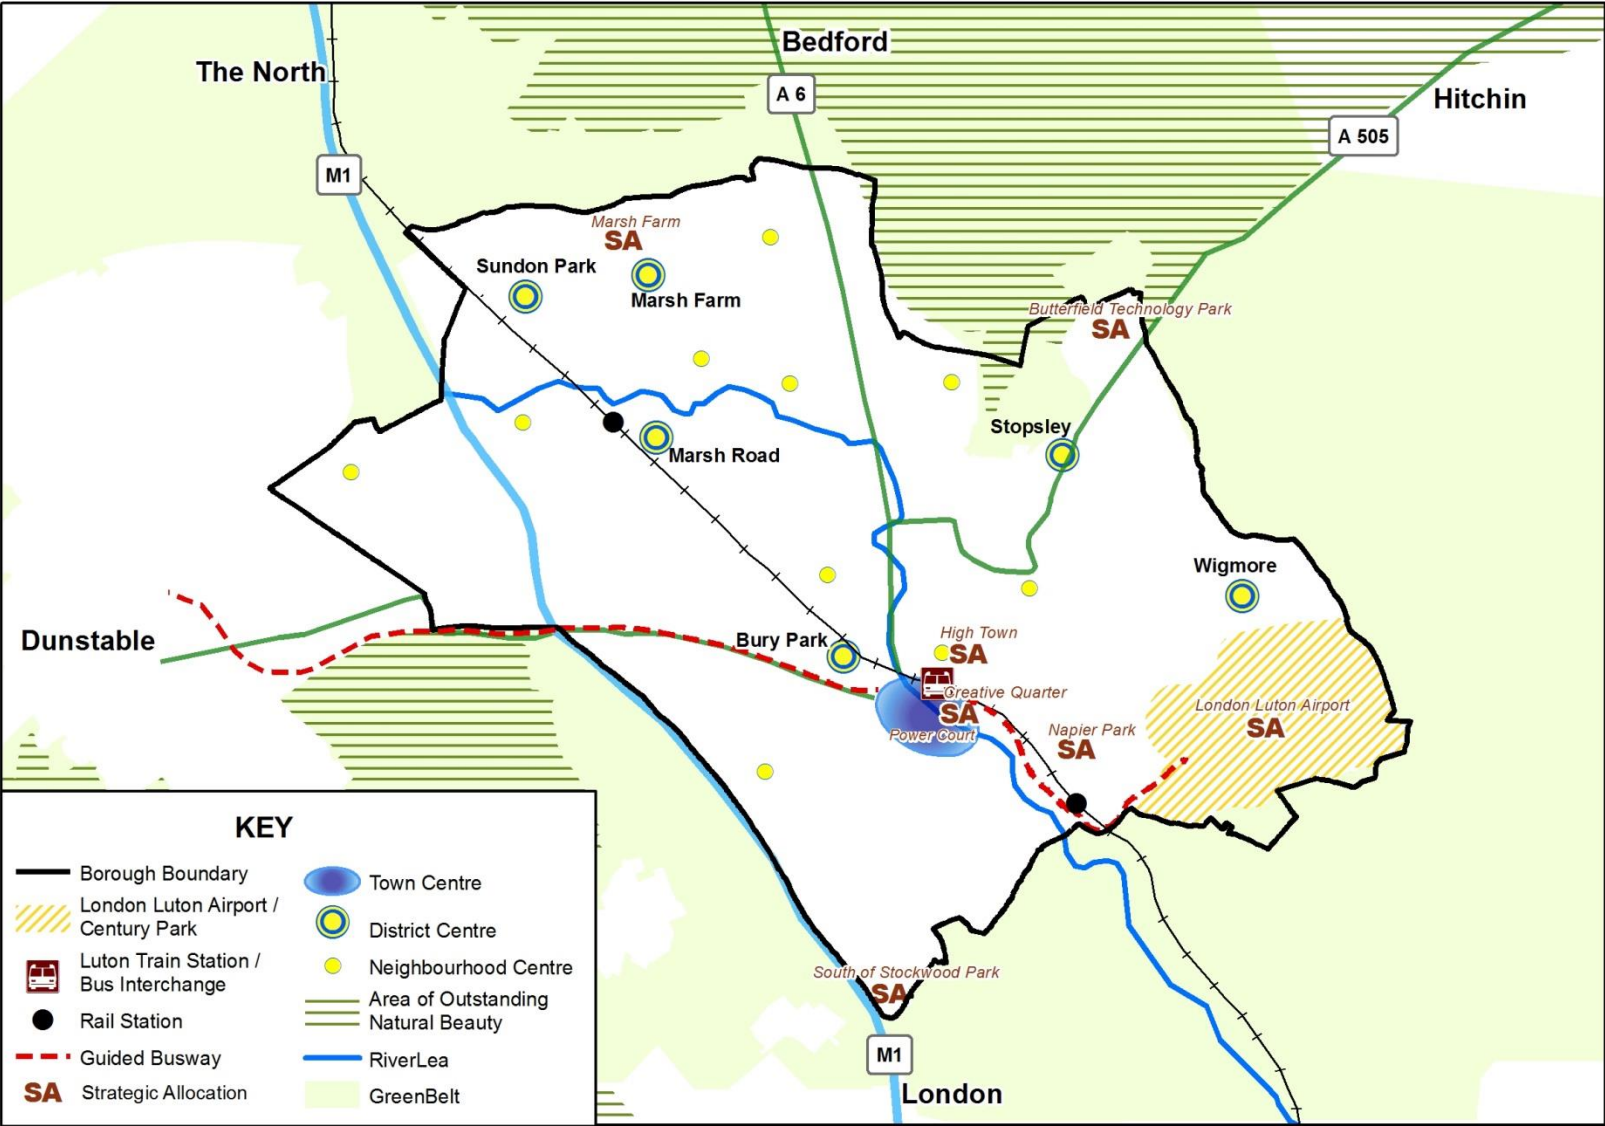 Bedford
The North
A 6
Hitchin
A 505
M1
Marsh Farm
SA
Sundon Park
Marsh Farm
Butterfield Technology Park
SA
Stopsley
Marsh Road
Wigmore
Dunstable
Bury Park
High Town
SA
Creative Quarter
SA
Power Court
Napier Park
SA
London Luton Airport
SA
South of Stockwood Park
SA
M1
London
KEY
Borough Boundary
London Luton Airport /
Century Park
Luton Train Station /
Bus Interchange
Rail Station
Guided Busway
SA Strategic Allocation
Town Centre
District Centre
Neighbourhood Centre
Area of Outstanding
Natural Beauty
RiverLea
GreenBelt